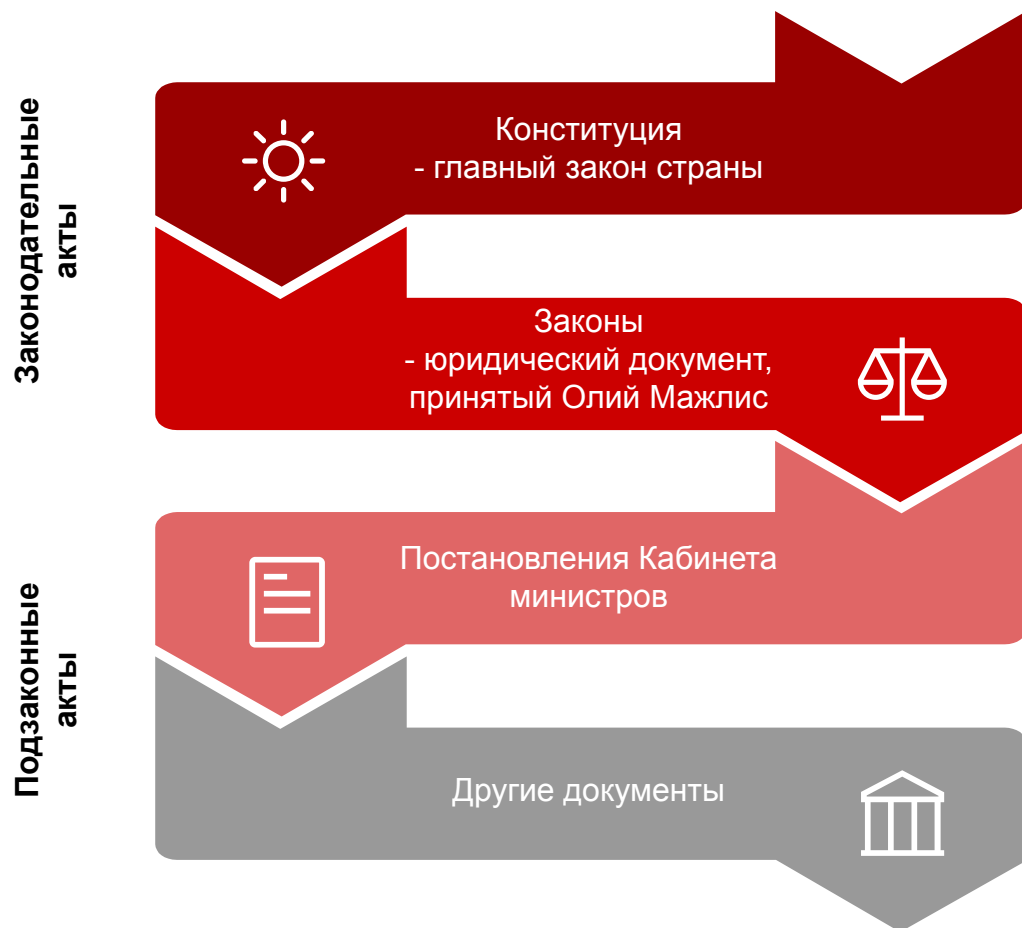 Законодательные
акты
Конституция
- главный закон страны
Законы
- юридический документ,
принятый Олий Мажлис
Подзаконные
акты
Постановления Кабинета
министров
Другие документы